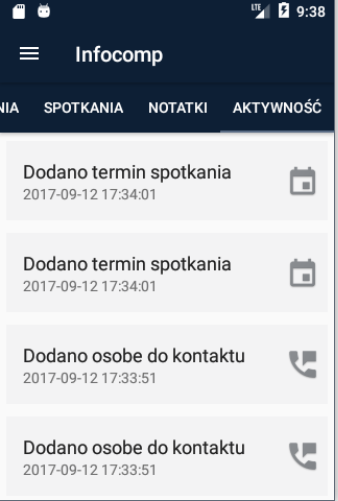 LTE 9:38
Infocomp
NIA SPOTKANIA NOTATKI AKTYWNOŚĆ
Dodano termin spotkania
2017-09-12 17:34:01
Dodano termin spotkania
2017-09-12 17:34:01
Dodano osobe do kontaktu
2017-09-12 17:33:51
Dodano osobe do kontaktu
2017-09-12 17:33:51